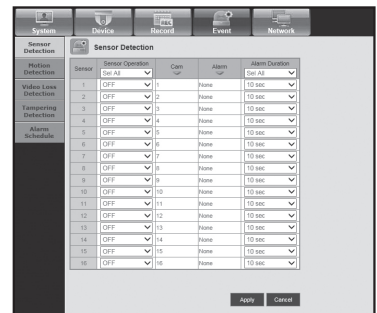 System Device Record Event Network
REC
Sensor Detection
Motion Detection
Video Loss Detection
Tampering Detection
Alarm Schedule
Sensor Detection
Sensor Sensor Operation Cam Alarm Alarm Duration
Sel All Sel All
1 OFF 1 None 10 sec
2 OFF 2 None 10 sec
3 OFF 3 None 10 sec
4 OFF 4 None 10 sec
5 OFF 5 None 10 sec
6 OFF 6 None 10 sec
7 OFF 7 None 10 sec
8 OFF 8 None 10 sec
9 OFF 9 None 10 sec
10 OFF 10 None 10 sec
11 OFF 11 None 10 sec
12 OFF 12 None 10 sec
13 OFF 13 None 10 sec
14 OFF 14 None 10 sec
15 OFF 15 None 10 sec
16 OFF 16 None 10 sec
Apply Cancel